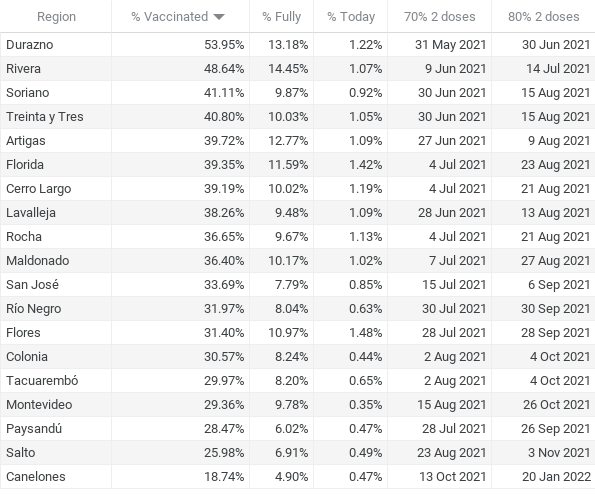 Region % Vaccinated % Fully % Today 70% 2 doses 80% 2 doses
Durazno 53.95% 13.18% 1.22% 31 May 2021 30 Jun 2021
Rivera 48.64% 14.45% 1.07% 9 Jun 2021 14 Jul 2021
Soriano 41.11% 9.87% 0.92% 30 Jun 2021 15 Aug 2021
Treinta y Tres 40.80% 10.03% 1.05% 30 Jun 2021 15 Aug 2021
Artigas 39.72% 12.77% 1.09% 27 Jun 2021 9 Aug 2021
Florida 39.35% 11.59% 1.42% 4 Jul 2021 23 Aug 2021
Cerro Largo 39.19% 10.02% 1.19% 4 Jul 2021 21 Aug 2021
Lavalleja 38.26% 9.48% 1.09% 28 Jun 2021 13 Aug 2021
Rocha 36.65% 9.67% 1.13% 4 Jul 2021 21 Aug 2021
Maldonado 36.40% 10.17% 1.02% 7 Jul 2021 27 Aug 2021
San José 33.69% 7.79% 0.85% 15 Jul 2021 6 Sep 2021
Río Negro 31.97% 8.04% 0.63% 30 Jul 2021 30 Sep 2021
Flores 31.40% 10.97% 1.48% 28 Jul 2021 28 Sep 2021
Colonia 30.57% 8.24% 0.44% 2 Aug 2021 4 Oct 2021
Tacuarembó 29.97% 8.20% 0.65% 2 Aug 2021 4 Oct 2021
Montevideo 29.36% 9.78% 0.35% 15 Aug 2021 26 Oct 2021
Paysandú 28.47% 6.02% 0.47% 28 Jul 2021 26 Sep 2021
Salto 25.98% 6.91% 0.49% 23 Aug 2021 3 Nov 2021
Canelones 18.74% 4.90% 0.47% 13 Oct 2021 20 Jan 2022